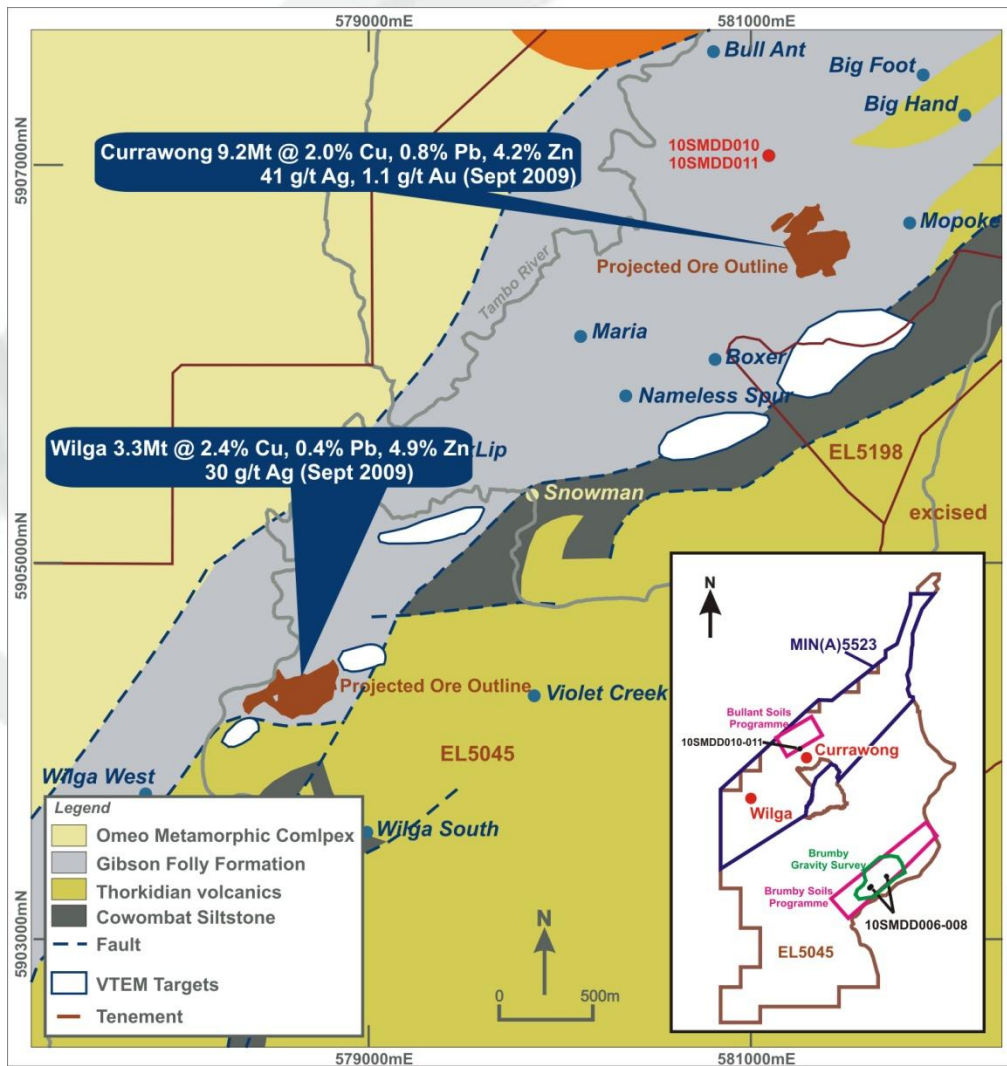 579000mE
581000mE
5907000mN
5905000mN
5903000mN
Bull Ant
Big Foot
Big Hand
Currawong 9.2Mt @ 2.0% Cu, 0.8% Pb, 4.2% Zn
41 g/t Ag, 1.1 g/t Au (Sept 2009)
10SMDD010
10SMDD011
Mopoke
Projected Ore Outline
Tambo River
Maria
Boxer
Nameless Spur
Wilga 3.3Mt @ 2.4% Cu, 0.4% Pb, 4.9% Zn
30 g/t Ag (Sept 2009)
Lip
EL5198
Snowman
excised
Projected Ore Outline
Violet Creek
EL5045
Wilga West
Wilga South
Legend
Omeo Metamorphic Comlpex
Gibson Folly Formation
Thorkidian volcanics
Cowombat Siltstone
Fault
VTEM Targets
Tenement
N
0
500m
N
MIN(A)5523
Bullant Soils
Programme
10SMDD010-011
Currawong
Wilga
Brumby
Gravity Survey
Brumby Soils
Programme
10SMDD006-008
EL5045
579000mE
581000mE